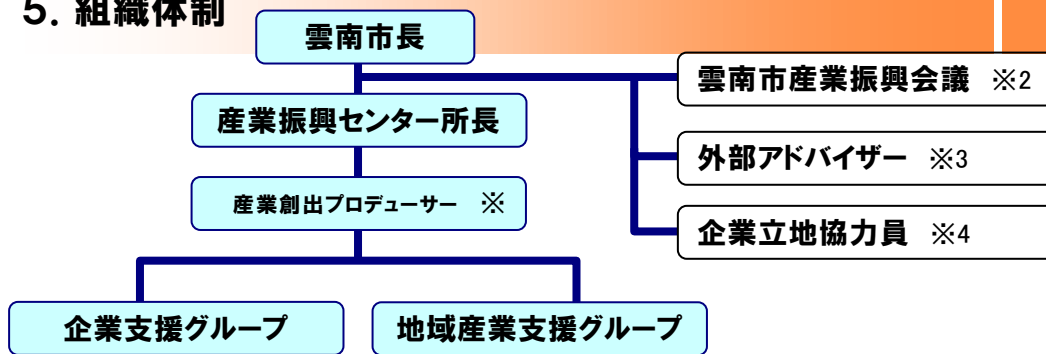 5. 組織体制
雲南市長
雲南市産業振興会議 ※2
産業振興センター所長
外部アドバイザー ※3
産業創出プロデューサー ※
企業立地協力員 ※4
企業支援グループ
地域産業支援グループ